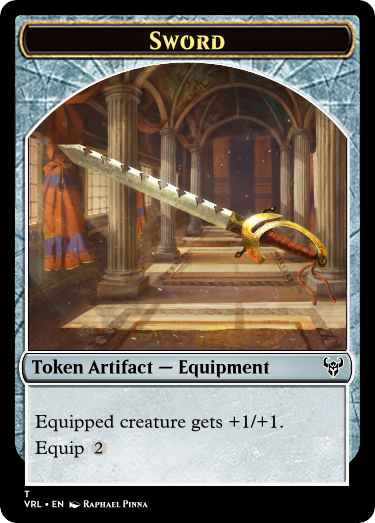 Sword
Token Artifact — Equipment
Equipped creature gets +1/+1.
Equip 2
T
VRL • EN Raphael Pinna